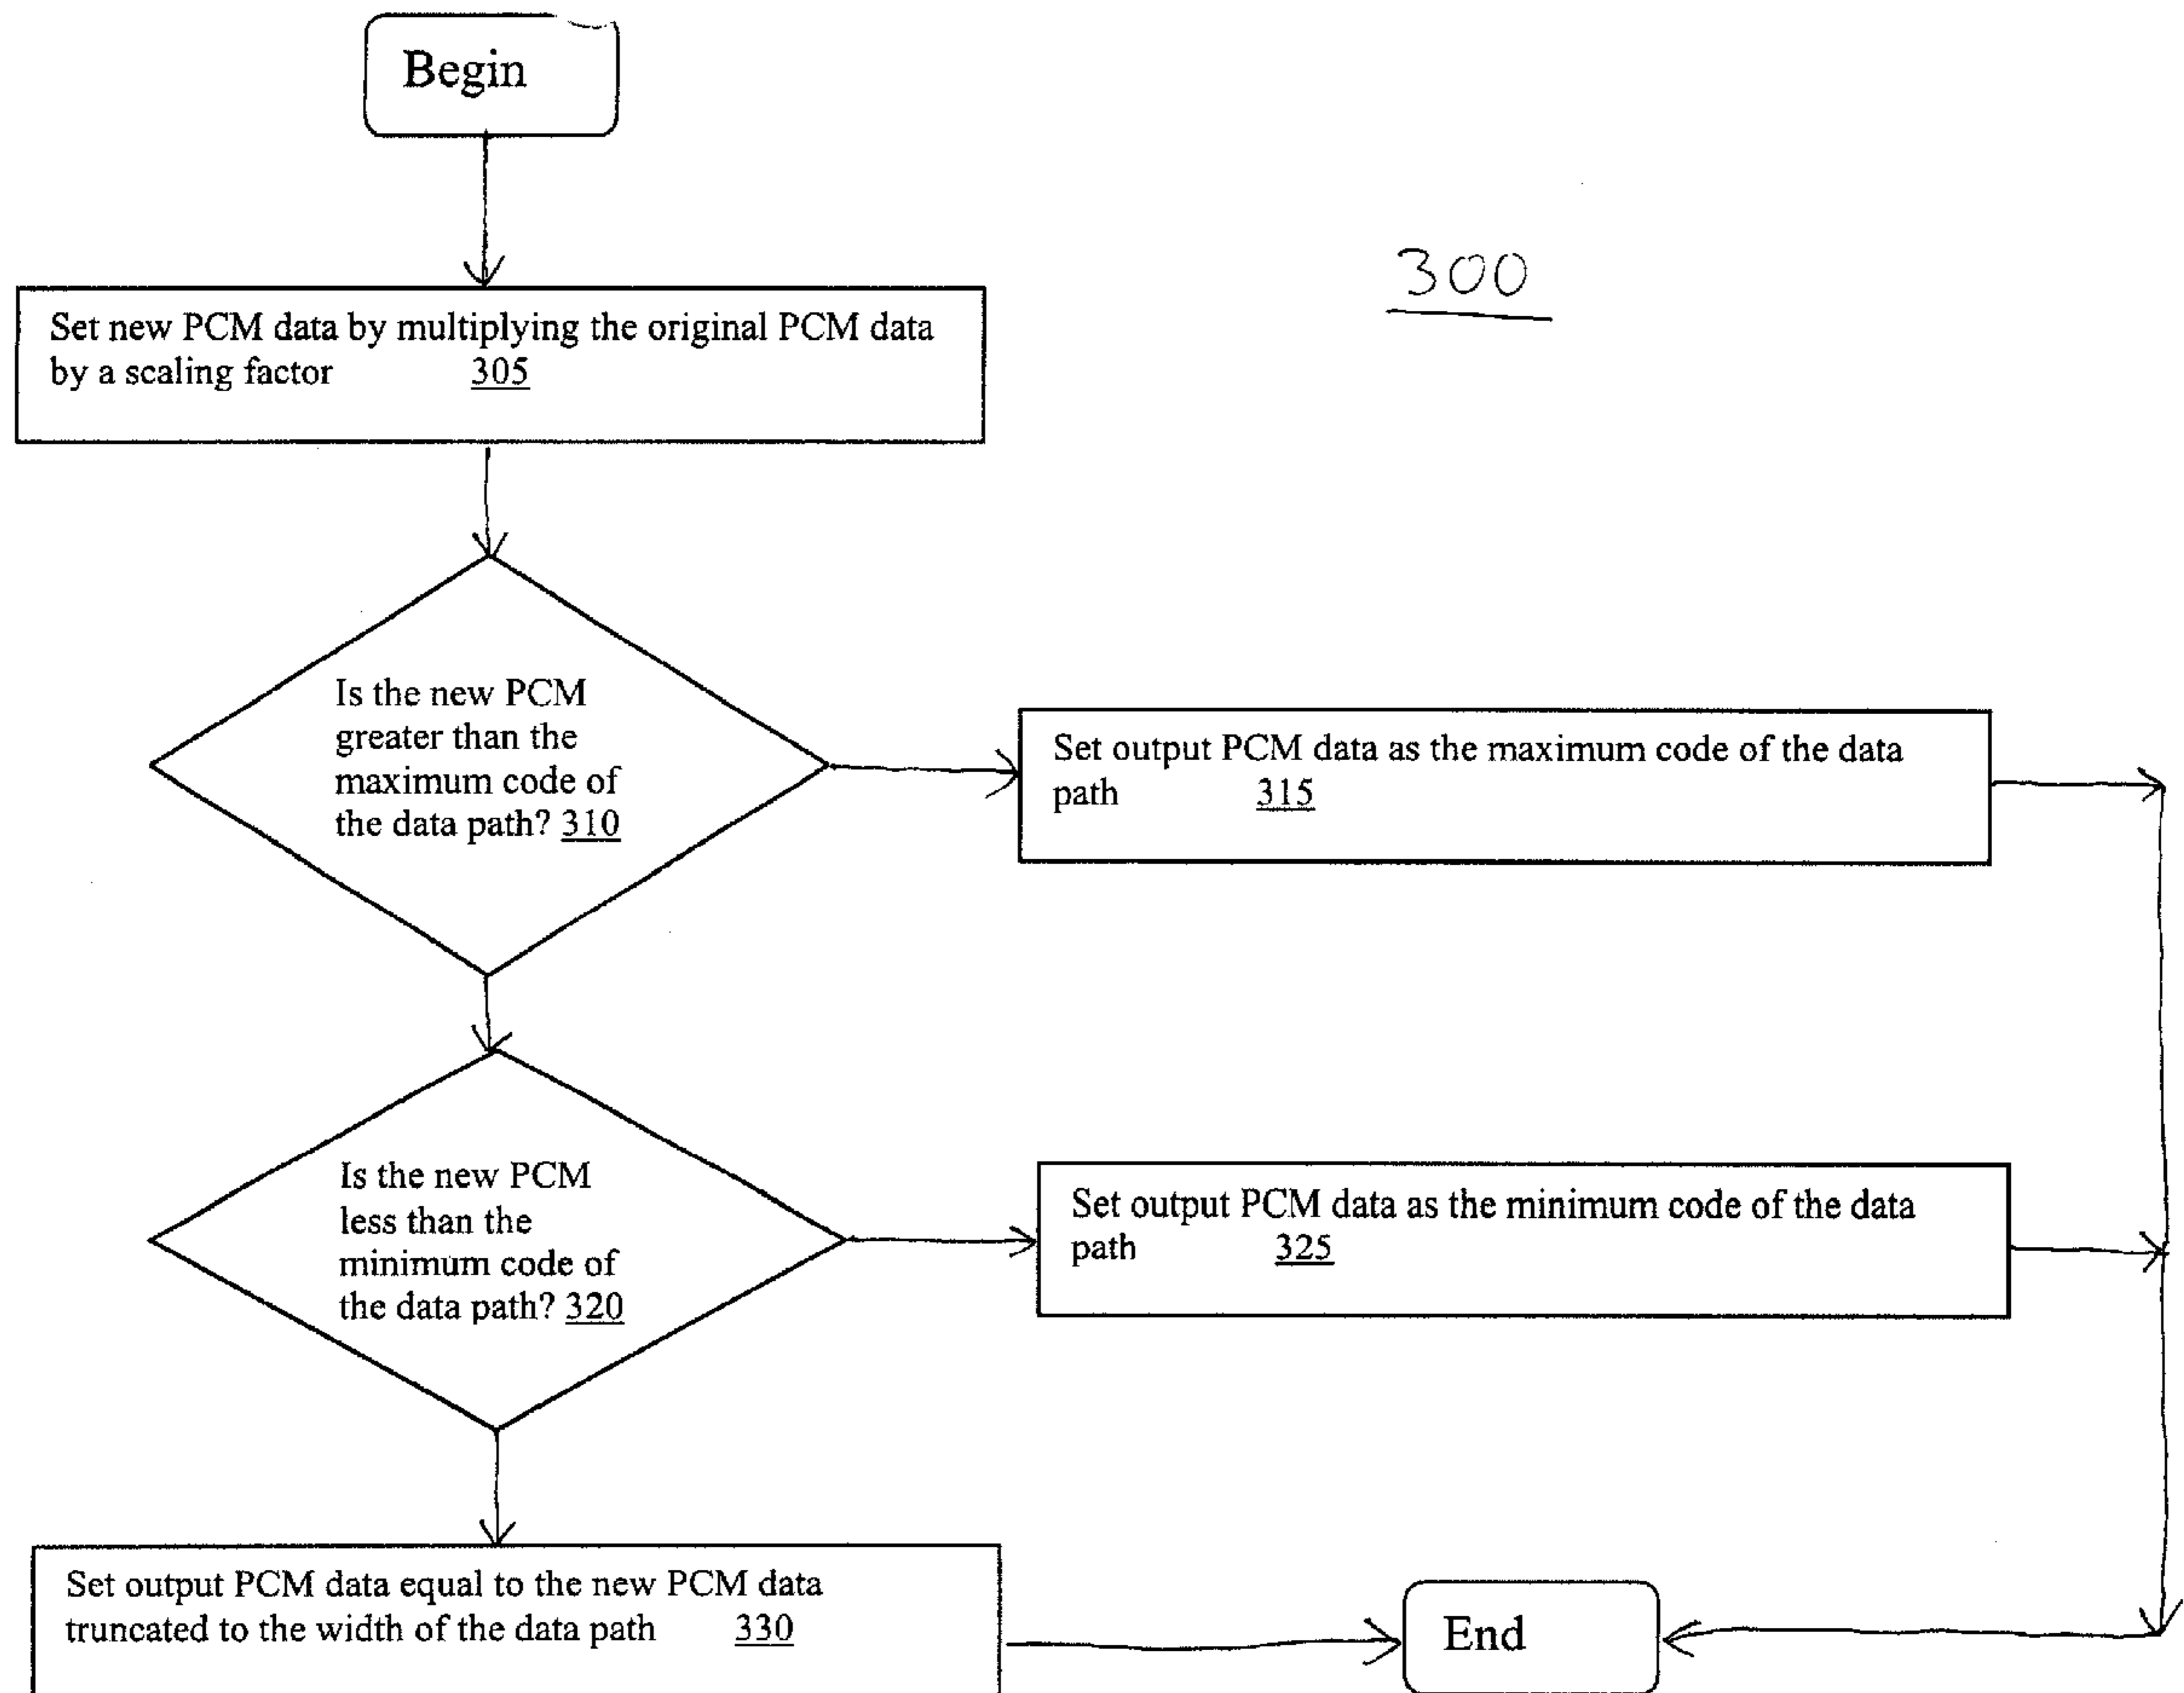 Begin
300
Set new PCM data by multiplying the original PCM data
by a scaling factor 305
Is the new PCM
greater than the
maximum code of
the data path? 310
Set output PCM data as the maximum code of the data
path 315
Is the new PCM
less than the
minimum code of
the data path? 320
Set output PCM data as the minimum code of the data
path 325
Set output PCM data equal to the new PCM data
truncated to the width of the data path 330
End